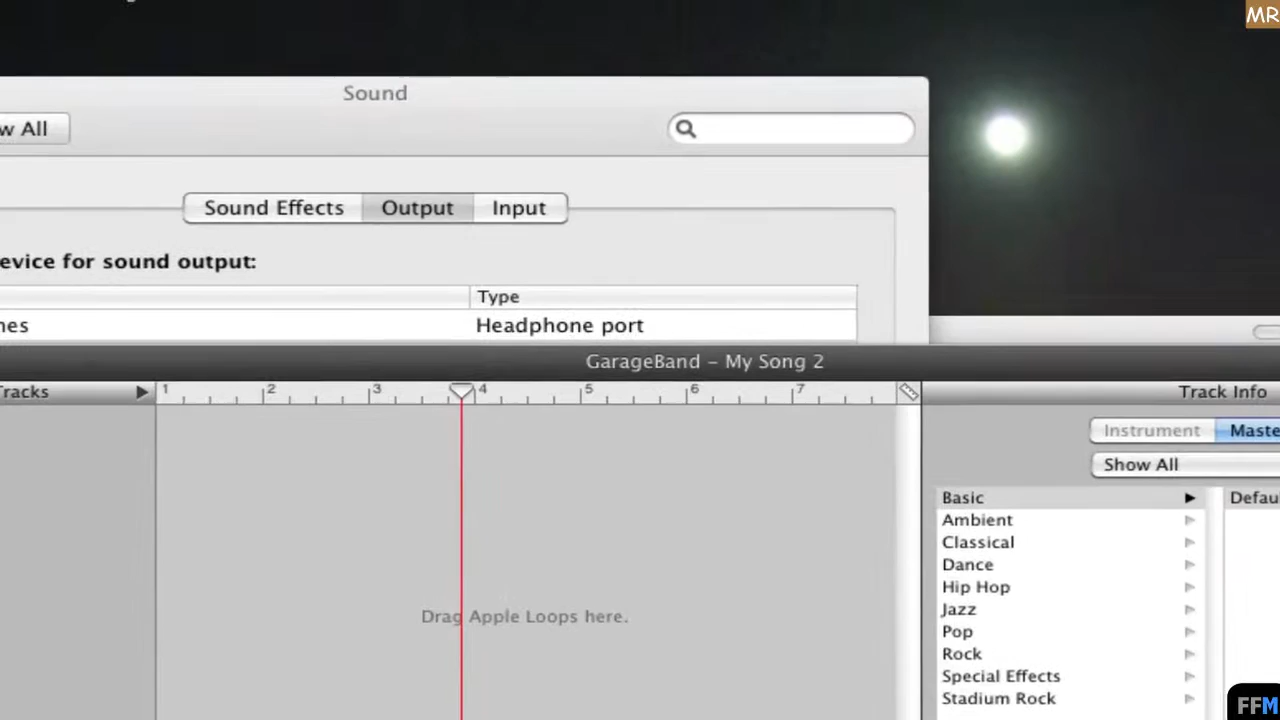 MR
Sound
w All
Sound Effects Output Input
evice for sound output:
Type
nes Headphone port
GarageBand – My Song 2
Tracks 1 2 3 4 5 6 7 Track Info
Instrument Maste
Show All
Basic Defau
Ambient
Classical
Dance
Hip Hop
Jazz
Drag Apple Loops here.
Pop
Rock
Special Effects
Stadium Rock
FFM